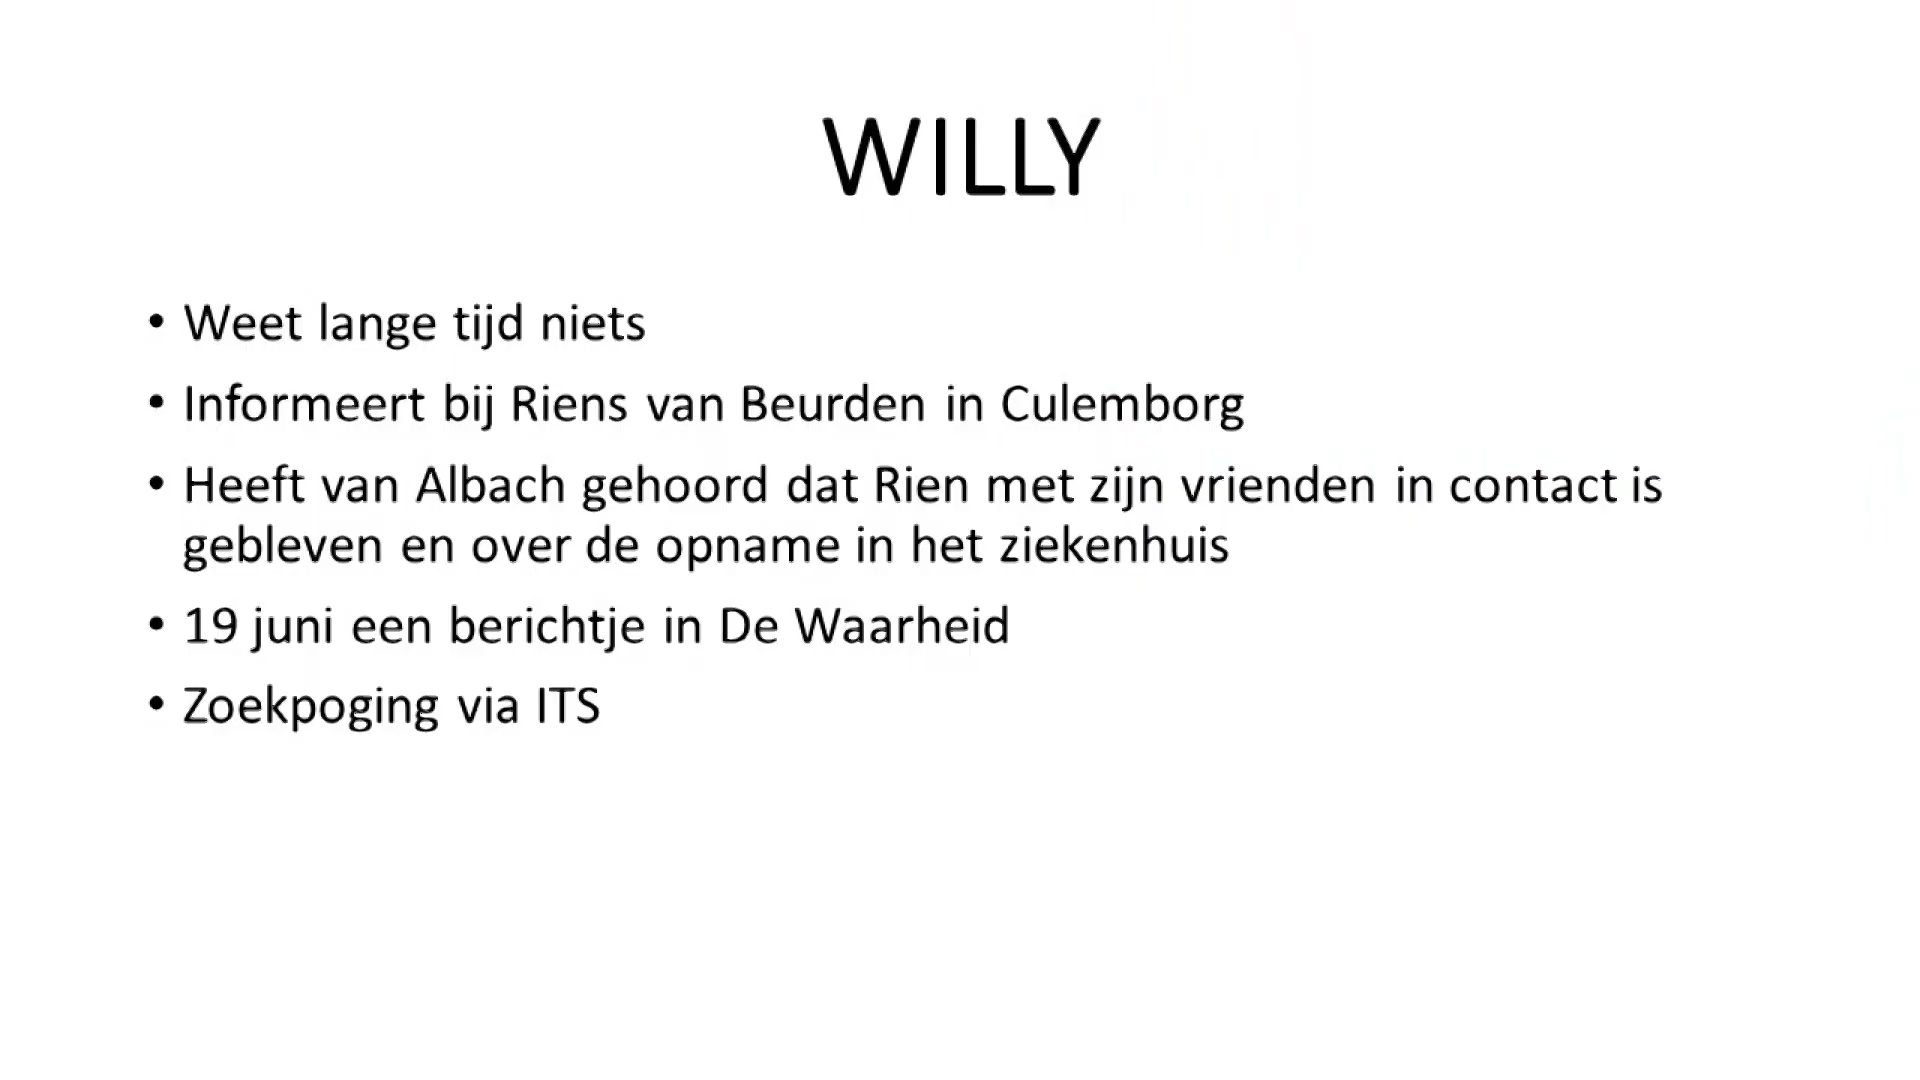 WILLY
• Weet lange tijd niets
• Informeert bij Riens van Beurden in Culemborg
• Heeft van Albach gehoord dat Rien met zijn vrienden in contact is
gebleven en over de opname in het ziekenhuis
• 19 juni een berichtje in De Waarheid
• Zoekpoging via ITS